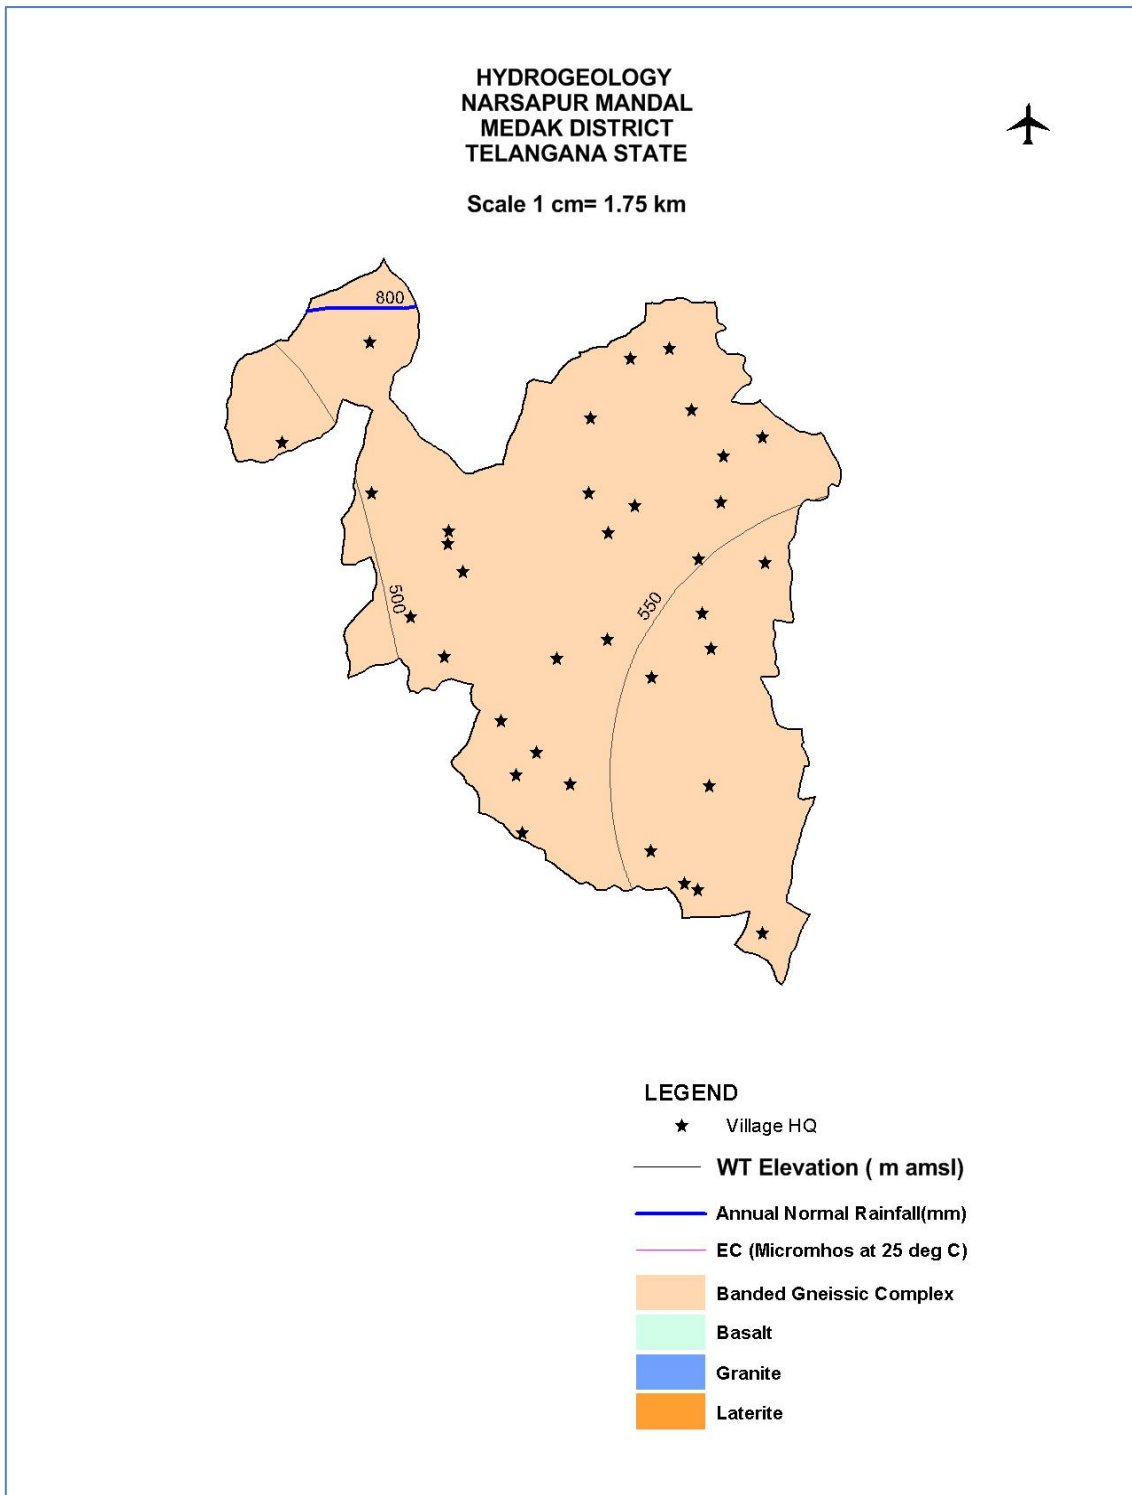 HYDROGEOLOGY
NARSAPUR MANDAL
MEDAK DISTRICT
TELANGANA STATE
Scale 1 cm= 1.75 km
800
500
550
LEGEND
Village HQ
WT Elevation ( m amsl)
Annual Normal Rainfall(mm)
EC (Micromhos at 25 deg C)
Banded Gneissic Complex
Basalt
Granite
Laterite